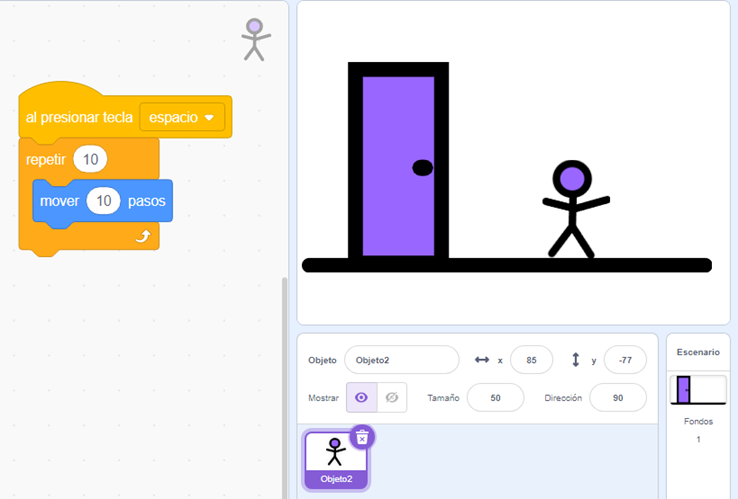 al presionar tecla espacio
repetir 10
mover 10 pasos
Objeto Objeto2 x 85 y -77
Mostrar Tamaño 50 Dirección 90
Objeto2
Escenario
Fondos
1